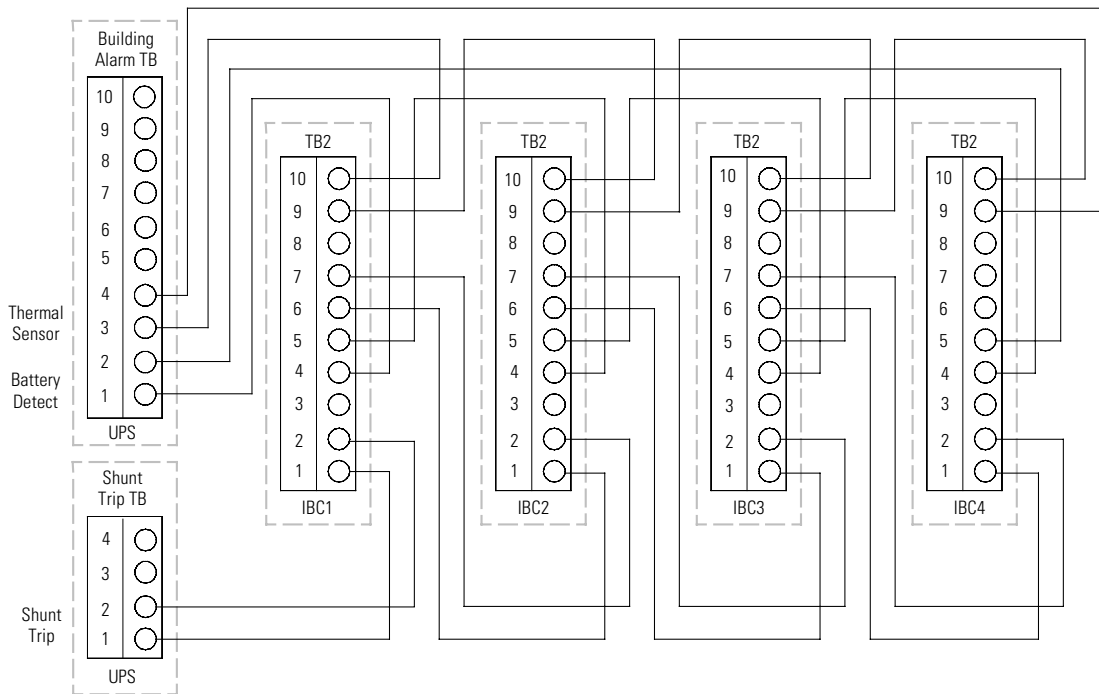 Building
Alarm TB
10
9
8
7
6
5
4
3
2
1
Thermal
Sensor
Battery
Detect
UPS
Shunt
Trip TB
4
3
2
1
Shunt
Trip
UPS
TB2
10
9
8
7
6
5
4
3
2
1
IBC1
TB2
10
9
8
7
6
5
4
3
2
1
IBC2
TB2
10
9
8
7
6
5
4
3
2
1
IBC3
TB2
10
9
8
7
6
5
4
3
2
1
IBC4